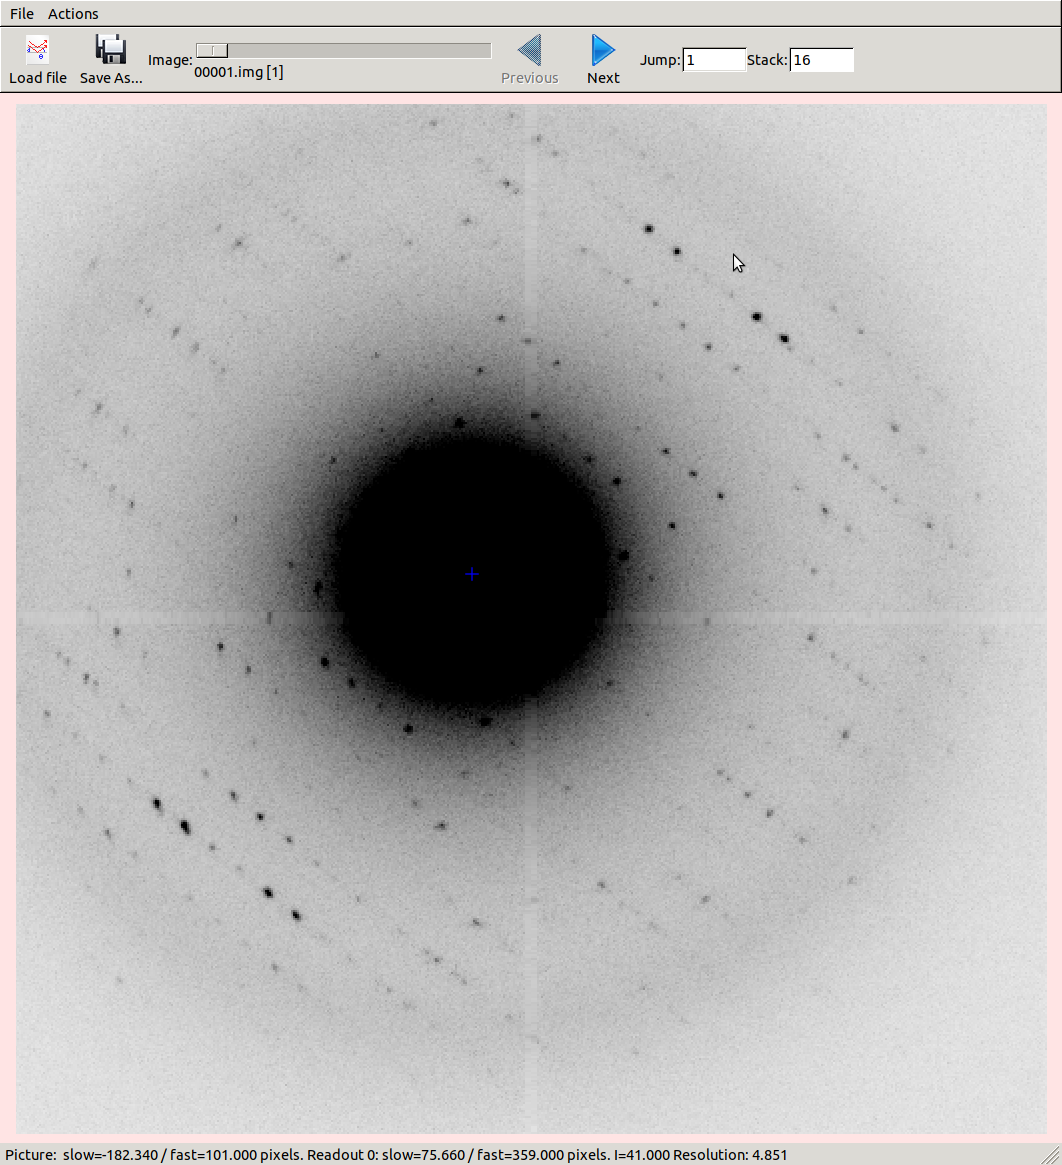 File Actions
Load file Save As... Image: 00001.img [1] Previous Next Jump: 1 Stack: 16
Picture: slow=-182.340 / fast=101.000 pixels. Readout 0: slow=75.660 / fast=359.000 pixels. I=41.000 Resolution: 4.851